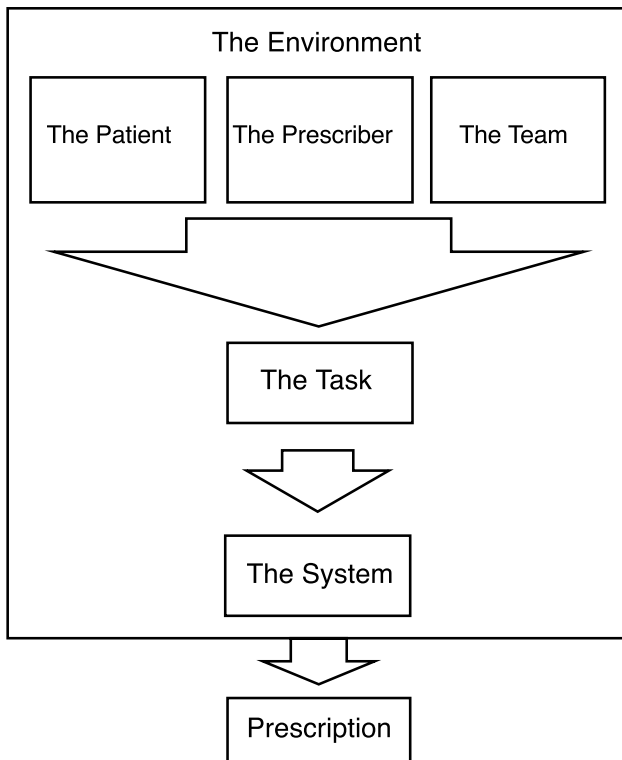 The Environment
The Patient
The Prescriber
The Team
The Task
The System
Prescription